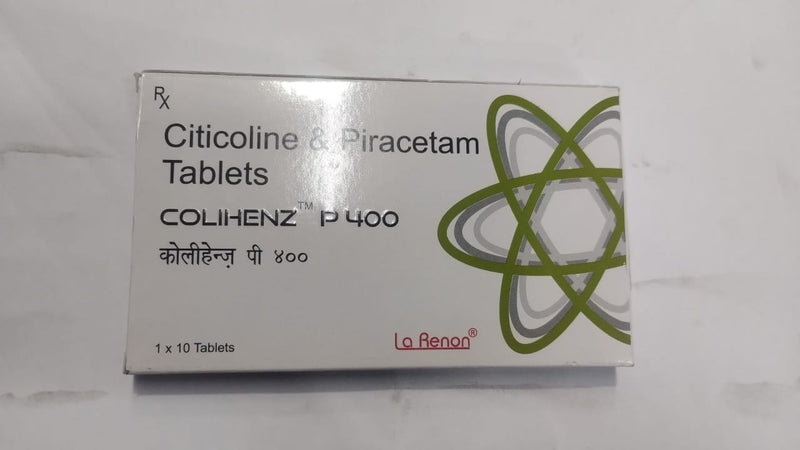 Rx
Citicoline & Piracetam
Tablets
COLIHENZ™ P 400
कोलीहेन्ज़ पी ४००
1 x 10 Tablets
La Renon®